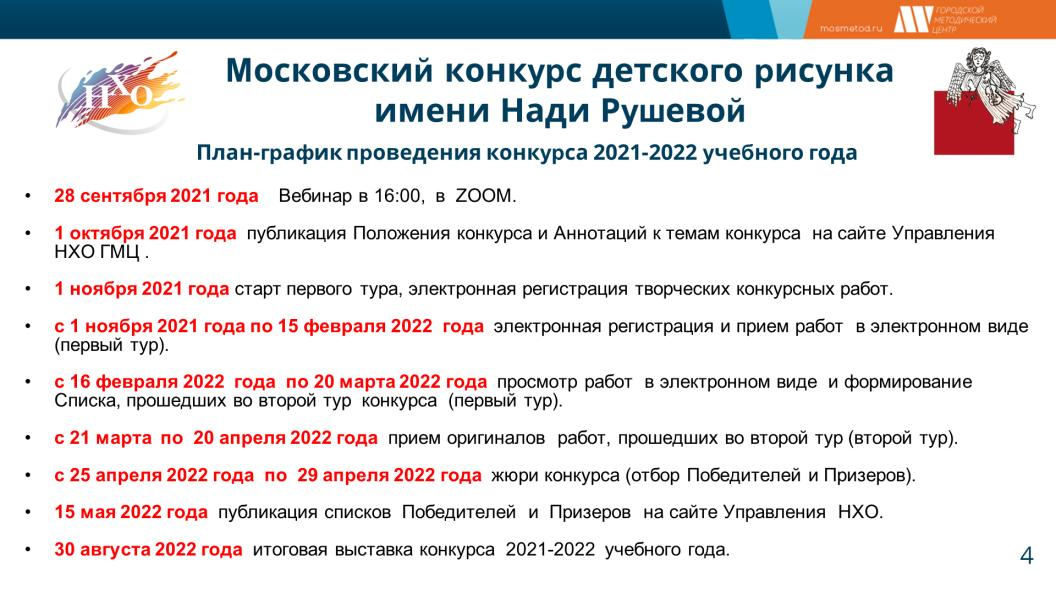 mosmetod.ru
ГОРОДСКОЙ
МЕТОДИЧЕСКИЙ
ЦЕНТР
НХО
Московский конкурс детского рисунка
имени Нади Рушевой
План-график проведения конкурса 2021-2022 учебного года
• 28 сентября 2021 года Вебинар в 16:00, в ZOOM.
• 1 октября 2021 года публикация Положения конкурса и Аннотаций к темам конкурса на сайте Управления
НХО ГМЦ .
• 1 ноября 2021 года старт первого тура, электронная регистрация творческих конкурсных работ.
• с 1 ноября 2021 года по 15 февраля 2022 года электронная регистрация и прием работ в электронном виде
(первый тур).
• с 16 февраля 2022 года по 20 марта 2022 года просмотр работ в электронном виде и формирование
Списка, прошедших во второй тур конкурса (первый тур).
• с 21 марта по 20 апреля 2022 года прием оригиналов работ, прошедших во второй тур (второй тур).
• с 25 апреля 2022 года по 29 апреля 2022 года жюри конкурса (отбор Победителей и Призеров).
• 15 мая 2022 года публикация списков Победителей и Призеров на сайте Управления НХО.
• 30 августа 2022 года итоговая выставка конкурса 2021-2022 учебного года.
4